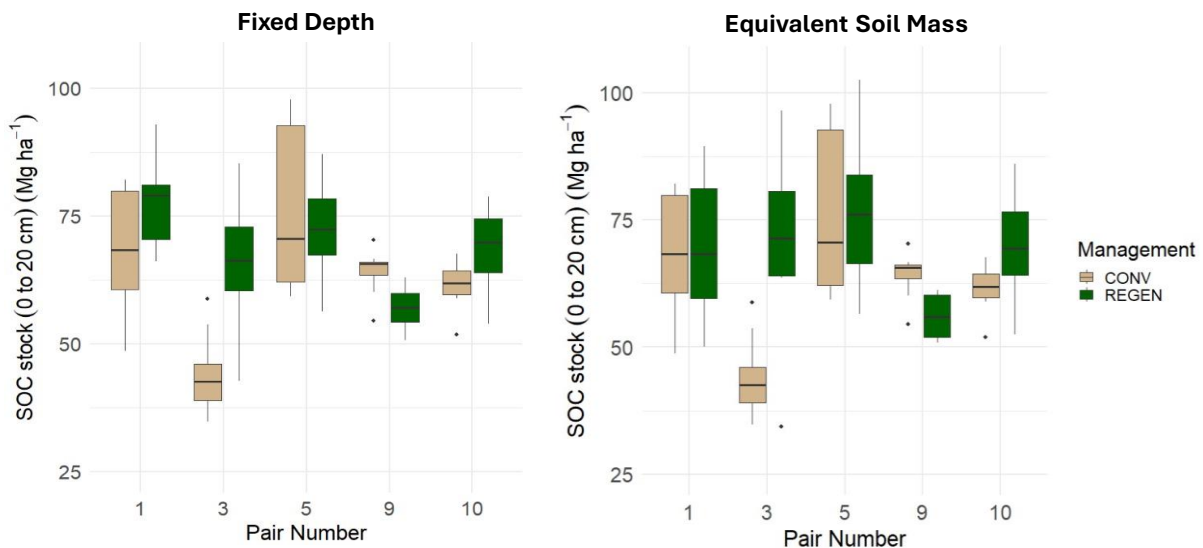 Fixed Depth
SOC stock (0 to 20 cm) (Mg ha⁻¹)
100
75
50
25
1 3 5 9 10
Pair Number
Equivalent Soil Mass
SOC stock (0 to 20 cm) (Mg ha⁻¹)
100
75
50
25
1 3 5 9 10
Pair Number
Management
CONV
REGEN